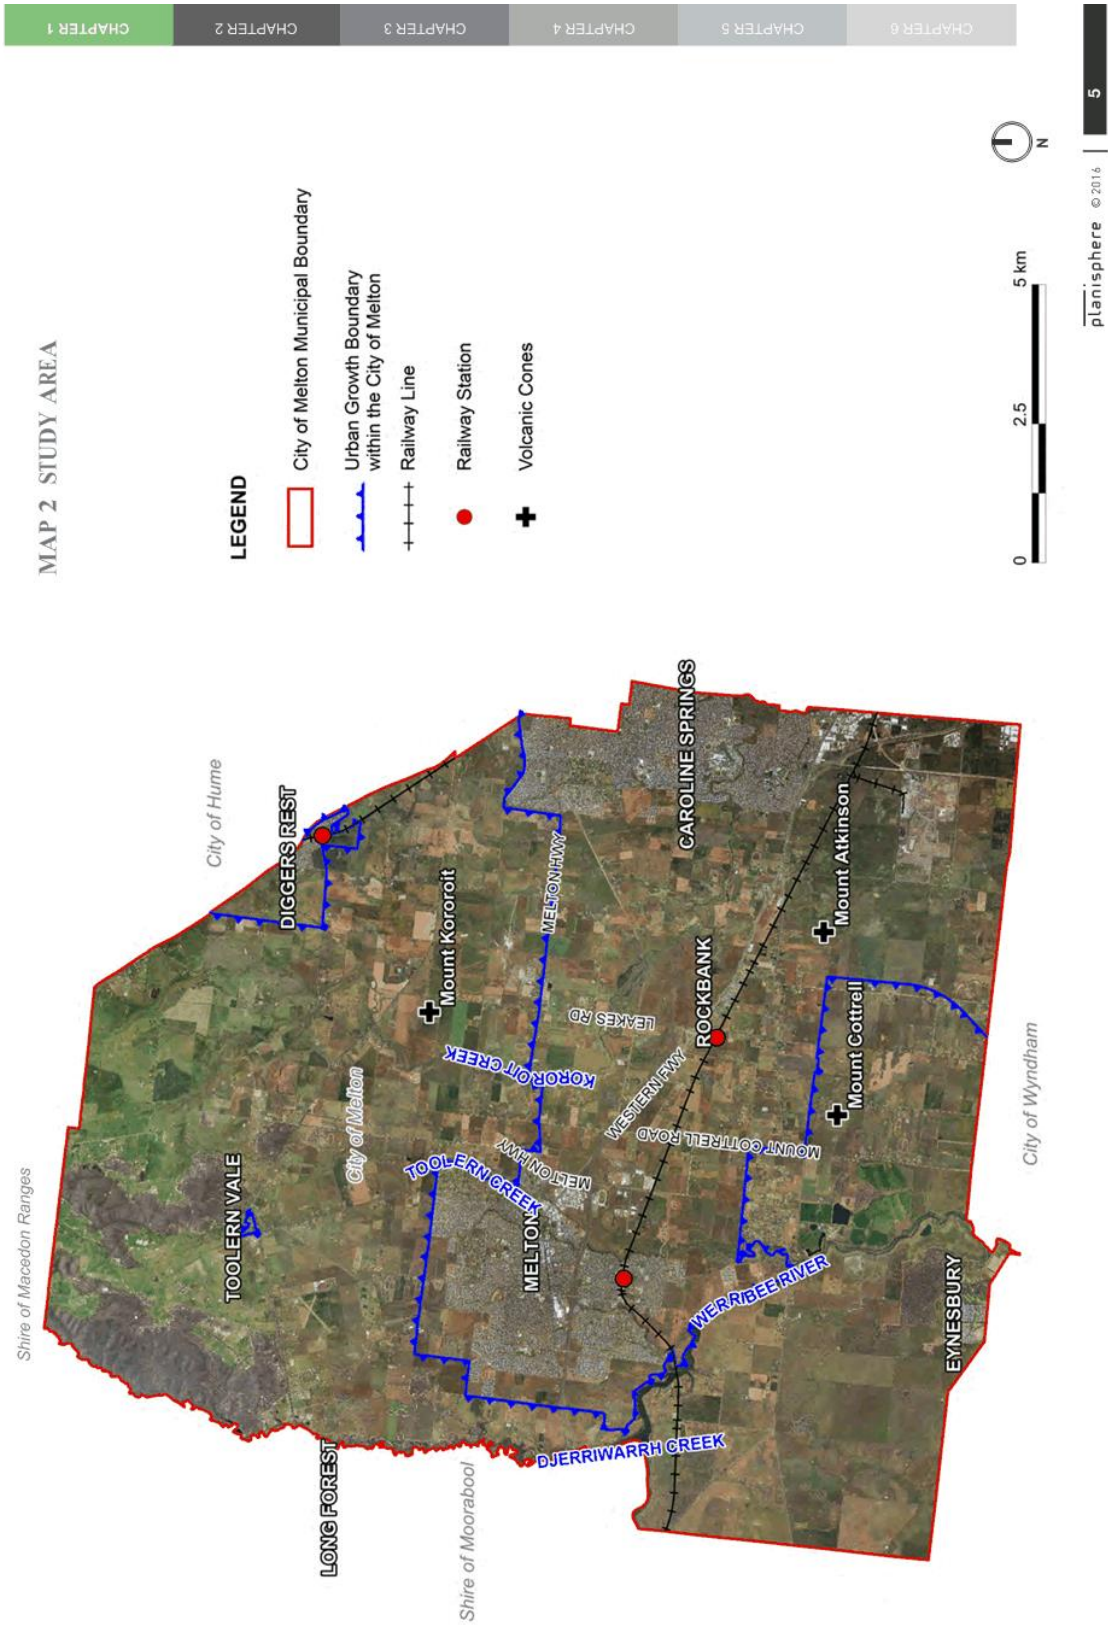 MAP 2 STUDY AREA
LEGEND
City of Melton Municipal Boundary
Urban Growth Boundary
within the City of Melton
Railway Line
Railway Station
Volcanic Cones
0 2.5 5 km
N
Shire of Macedon Ranges
City of Hume
TOOLERN VALE
DIGGERS REST
LONG FOREST
City of Melton
Mount Kororoit
Shire of Moorabool
KOROROIT CREEK
TOOLERN CREEK
MELTON HWY
MELTON HWY
MELTON
LEAKES RD
DJERRIWARRH CREEK
WESTERN FWY
ROCKBANK
CAROLINE SPRINGS
MOUNT COTTRELL ROAD
WERRIBEE RIVER
Mount Cottrell
Mount Atkinson
EYNESBURY
City of Wyndham
CHAPTER 1
CHAPTER 2
CHAPTER 3
CHAPTER 4
CHAPTER 5
CHAPTER 6
planisphere © 2016 | 5